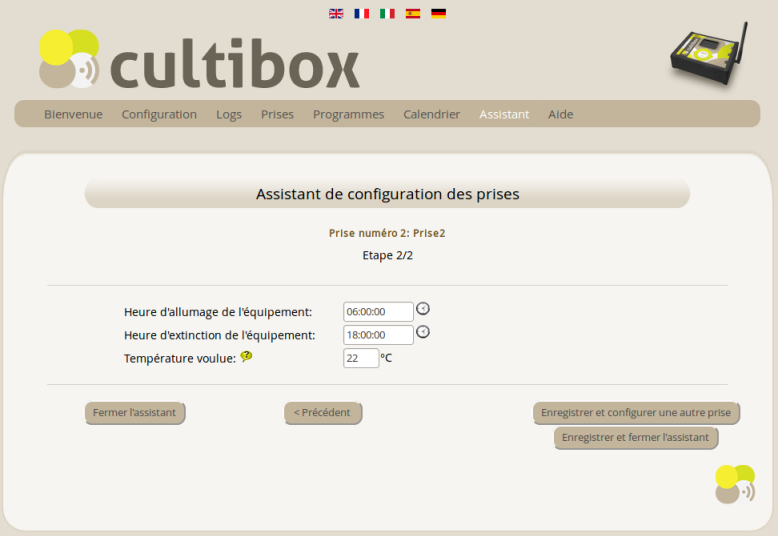 cultibox
Bienvenue Configuration Logs Prises Programmes Calendrier Assistant Aide
Assistant de configuration des prises
Prise numéro 2: Prise2
Etape 2/2
Heure d'allumage de l'équipement: 06:00:00
Heure d'extinction de l'équipement: 18:00:00
Température voulue: ? 22 °C
Fermer l'assistant < Précédent Enregistrer et configurer une autre prise
Enregistrer et fermer l'assistant